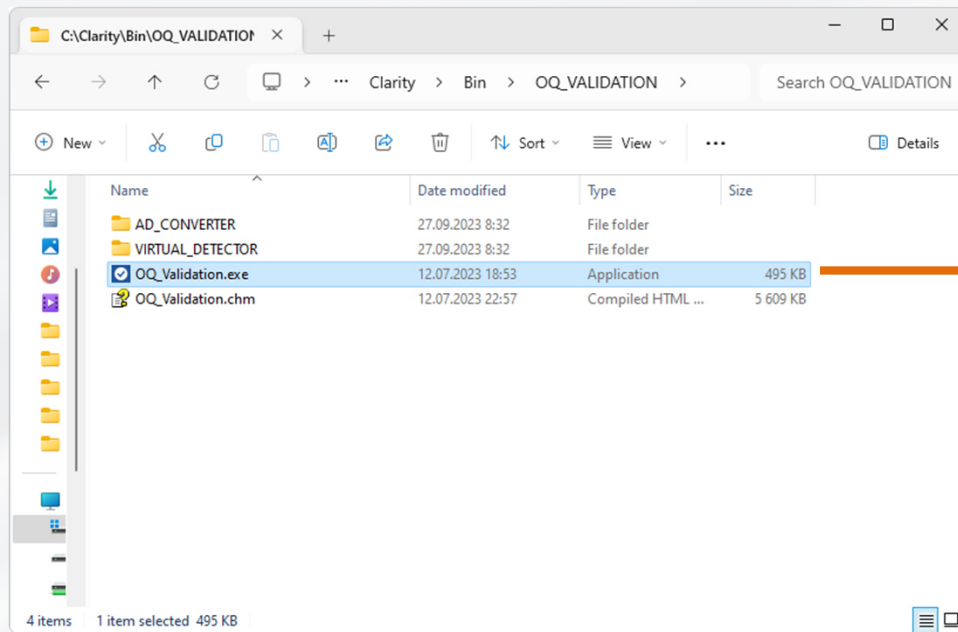 C:\Clarity\Bin\OQ_VALIDATION
··· Clarity > Bin > OQ_VALIDATION > Search OQ_VALIDATION
New Sort View ··· Details
Name Date modified Type Size
AD_CONVERTER 27.09.2023 8:32 File folder
VIRTUAL_DETECTOR 27.09.2023 8:32 File folder
OQ_Validation.exe 12.07.2023 18:53 Application 495 KB
OQ_Validation.chm 12.07.2023 22:57 Compiled HTML ... 5 609 KB
4 items 1 item selected 495 KB